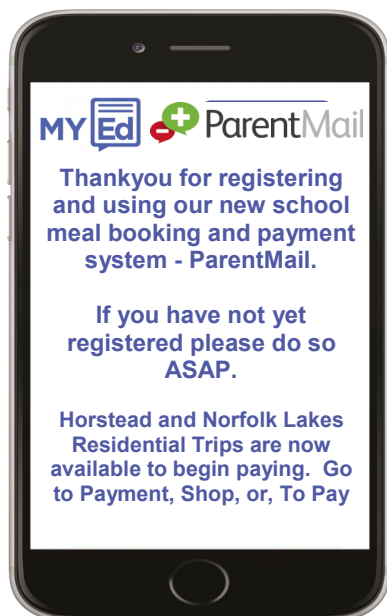 MY Ed ParentMail
Thankyou for registering
and using our new school
meal booking and payment
system - ParentMail.
If you have not yet
registered please do so
ASAP.
Horstead and Norfolk Lakes
Residential Trips are now
available to begin paying.  Go
to Payment, Shop, or, To Pay